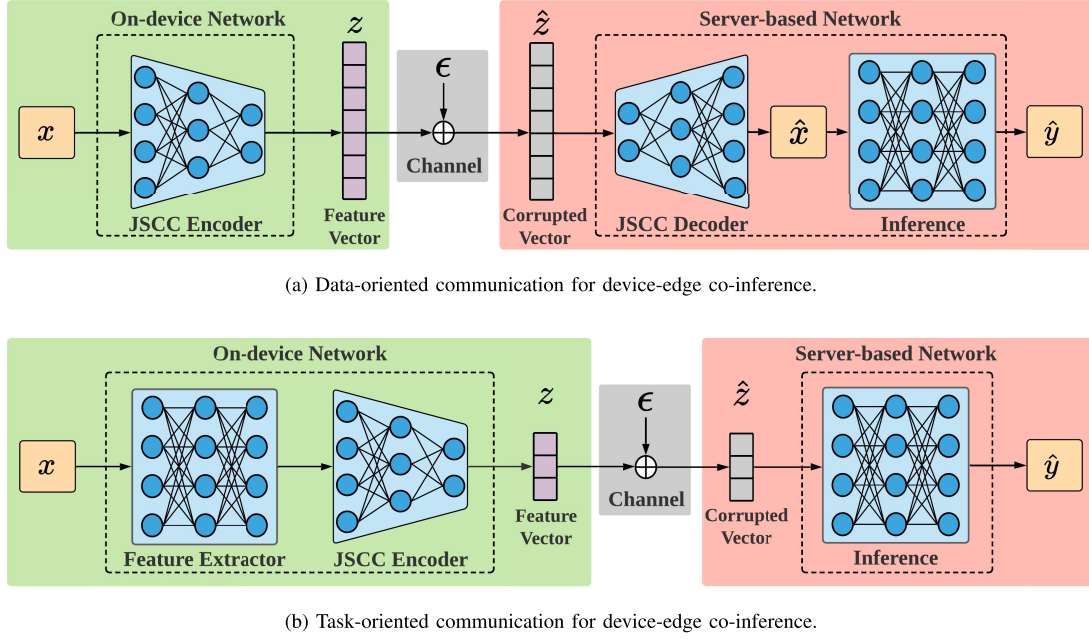 On-device Network
z
ẑ
Server-based Network
x
ϵ
x̂
ŷ
Channel
JSCC Encoder
Feature
Vector
Corrupted
Vector
JSCC Decoder
Inference
(a) Data-oriented communication for device-edge co-inference.
On-device Network
Server-based Network
z
ϵ
ẑ
x
ŷ
Channel
Feature
Vector
Corrupted
Vector
Feature Extractor
JSCC Encoder
Inference
(b) Task-oriented communication for device-edge co-inference.